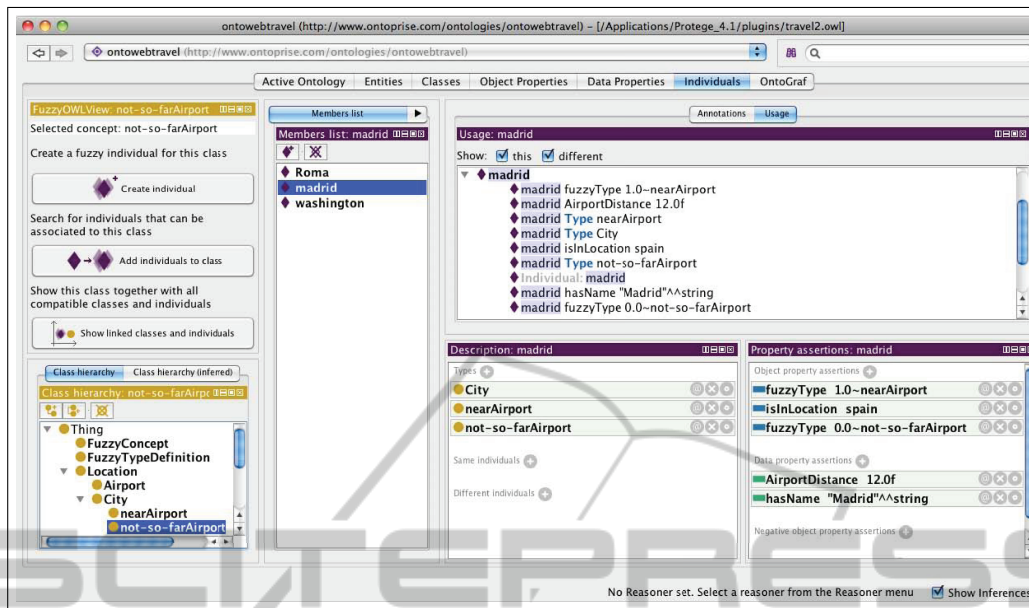 ontowebtravel (http://www.ontoprise.com/ontologies/ontowebtravel) – [/Applications/Protege_4.1/plugins/travel2.owl]
ontowebtravel (http://www.ontoprise.com/ontologies/ontowebtravel)
Active Ontology Entities Classes Object Properties Data Properties Individuals OntoGraf
FuzzyOWLView: not-so-farAirport
Selected concept: not-so-farAirport
Create a fuzzy individual for this class
Create individual
Search for individuals that can be
associated to this class
Add individuals to class
Show this class together with all
compatible classes and individuals
Show linked classes and individuals
Class hierarchy Class hierarchy (inferred)
Class hierarchy: not-so-farAirpo
Thing
FuzzyConcept
FuzzyTypeDefinition
Location
Airport
City
nearAirport
not-so-farAirport
Members list
Members list: madrid
Roma
madrid
washington
Annotations Usage
Usage: madrid
Show: this different
madrid
madrid fuzzyType 1.0~nearAirport
madrid AirportDistance 12.0f
madrid Type nearAirport
madrid Type City
madrid isInLocation spain
madrid Type not-so-farAirport
Individual: madrid
madrid hasName "Madrid"^^string
madrid fuzzyType 0.0~not-so-farAirport
Description: madrid
Types
City
nearAirport
not-so-farAirport
Same individuals
Different individuals
Property assertions: madrid
Object property assertions
fuzzyType 1.0~nearAirport
isInLocation spain
fuzzyType 0.0~not-so-farAirport
Data property assertions
AirportDistance 12.0f
hasName "Madrid"^^string
Negative object property assertions
No Reasoner set. Select a reasoner from the Reasoner menu Show Inferences
SCITEPRESS